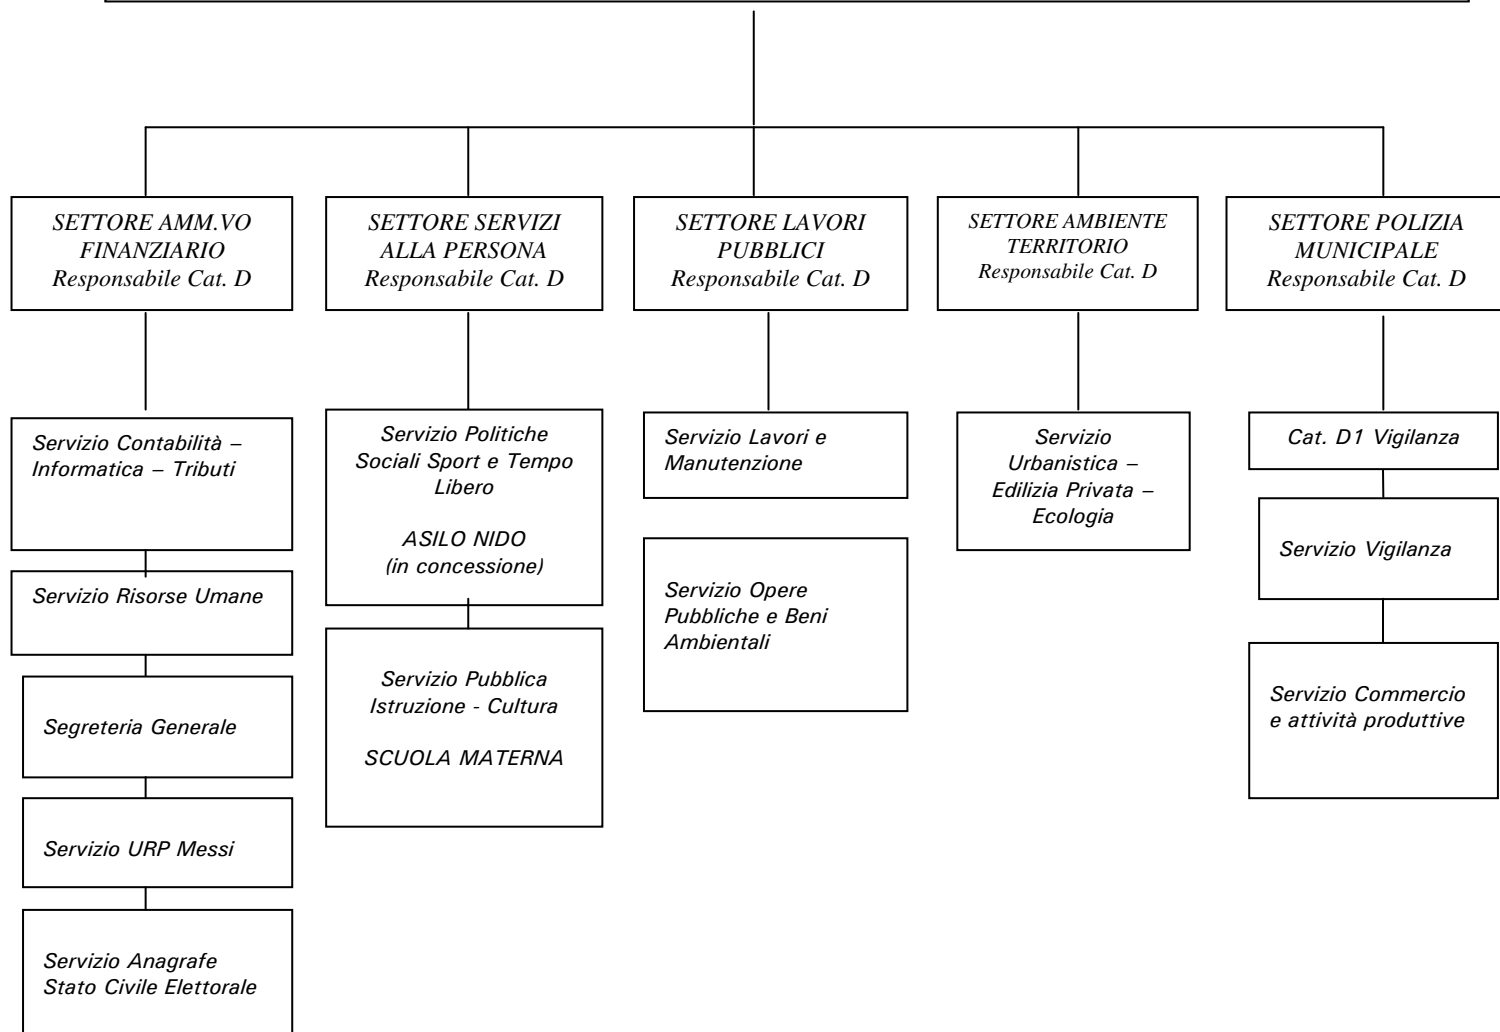 SETTORE AMM.VO
FINANZIARIO
Responsabile Cat. D
SETTORE SERVIZI
ALLA PERSONA
Responsabile Cat. D
SETTORE LAVORI
PUBBLICI
Responsabile Cat. D
SETTORE AMBIENTE
TERRITORIO
Responsabile Cat. D
SETTORE POLIZIA
MUNICIPALE
Responsabile Cat. D
Servizio Contabilità –
Informatica – Tributi
Servizio Risorse Umane
Segreteria Generale
Servizio URP Messi
Servizio Anagrafe
Stato Civile Elettorale
Servizio Politiche
Sociali Sport e Tempo
Libero
ASILO NIDO
(in concessione)
Servizio Pubblica
Istruzione - Cultura
SCUOLA MATERNA
Servizio Lavori e
Manutenzione
Servizio Opere
Pubbliche e Beni
Ambientali
Servizio
Urbanistica –
Edilizia Privata –
Ecologia
Cat. D1 Vigilanza
Servizio Vigilanza
Servizio Commercio
e attività produttive